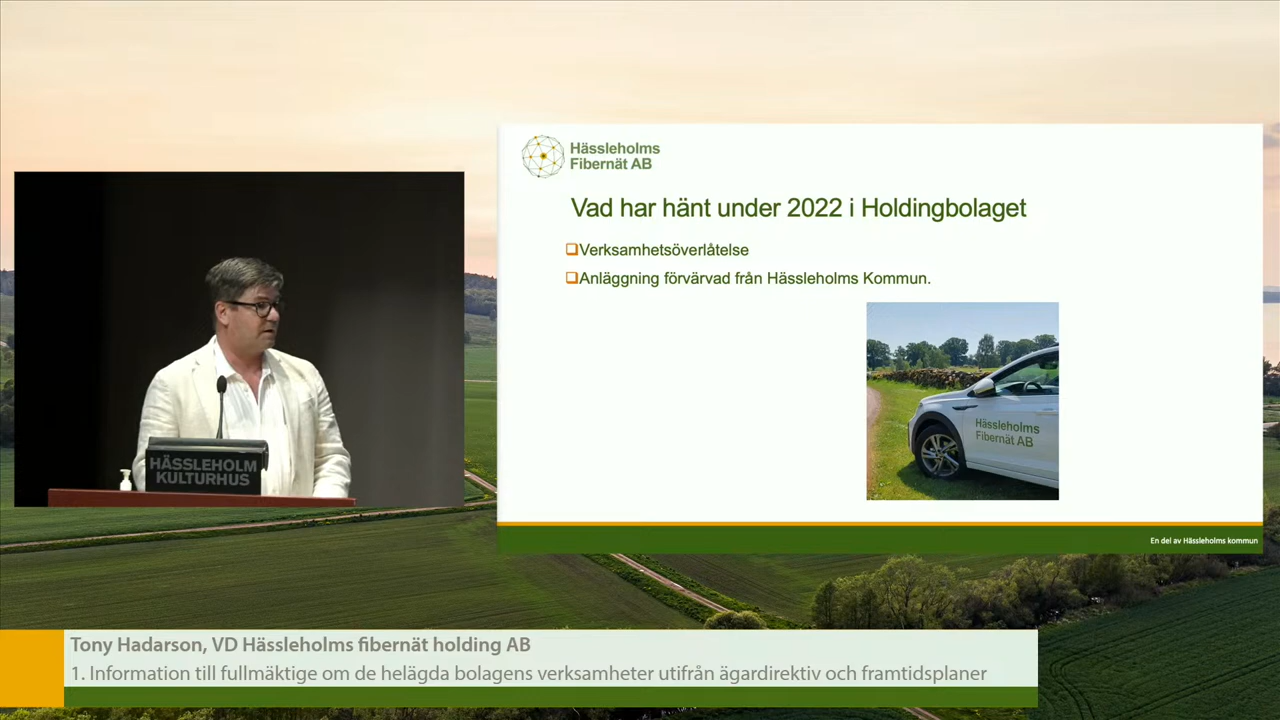 Hässleholms
Fibernät AB
Vad har hänt under 2022 i Holdingbolaget
Verksamhetsöverlåtelse
Anläggning förvärvad från Hässleholms Kommun.
Hässleholms
Fibernät AB
En del av Hässleholms kommun
HÄSSLEHOLM
KULTURHUS
Tony Hadarson, VD Hässleholms fibernät holding AB
1. Information till fullmäktige om de helägda bolagens verksamheter utifrån ägardirektiv och framtidsplaner